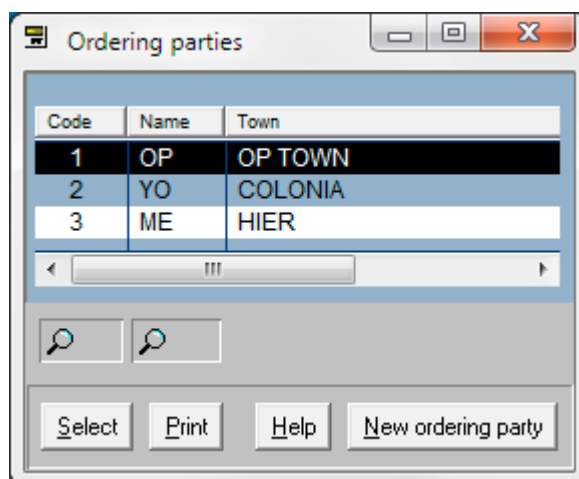 Ordering parties
Code Name Town
1 OP OP TOWN
2 YO COLONIA
3 ME HIER
Select Print Help New ordering party